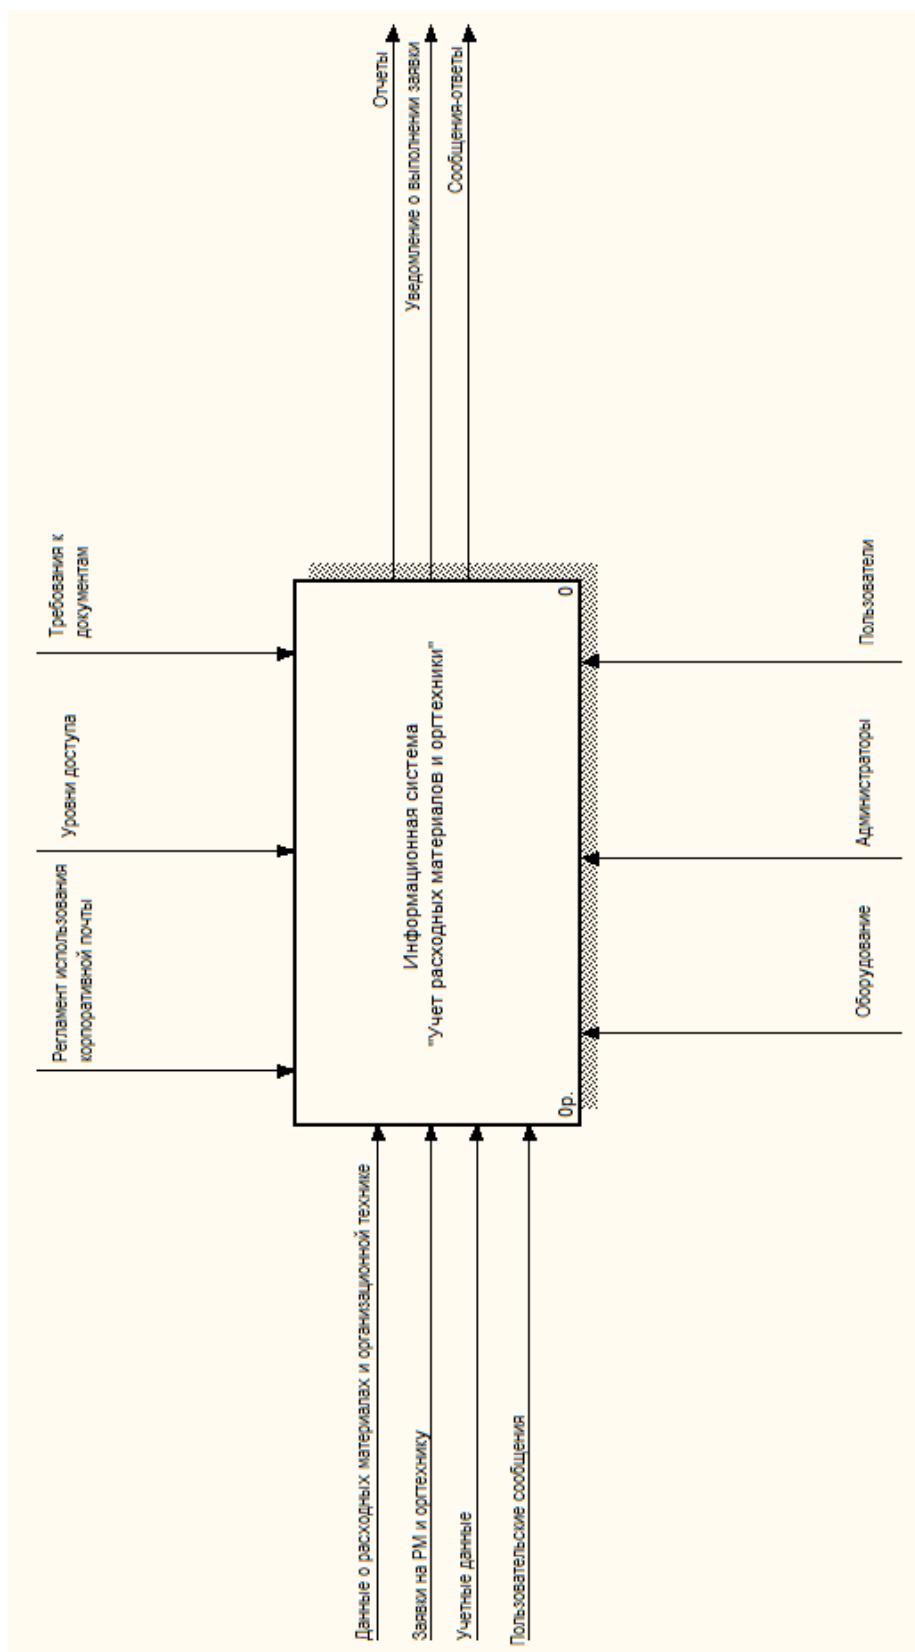 Регламент использования
корпоративной почты
Уровни доступа
Требования к
документам
Данные о расходных материалах и организационной технике
Заявки на РМ и оргтехнику
Учетные данные
Пользовательские сообщения
Информационная система
"Учет расходных материалов и оргтехники"
0р.
0
Отчеты
Уведомление о выполнении заявки
Сообщения-ответы
Оборудование
Администраторы
Пользователи